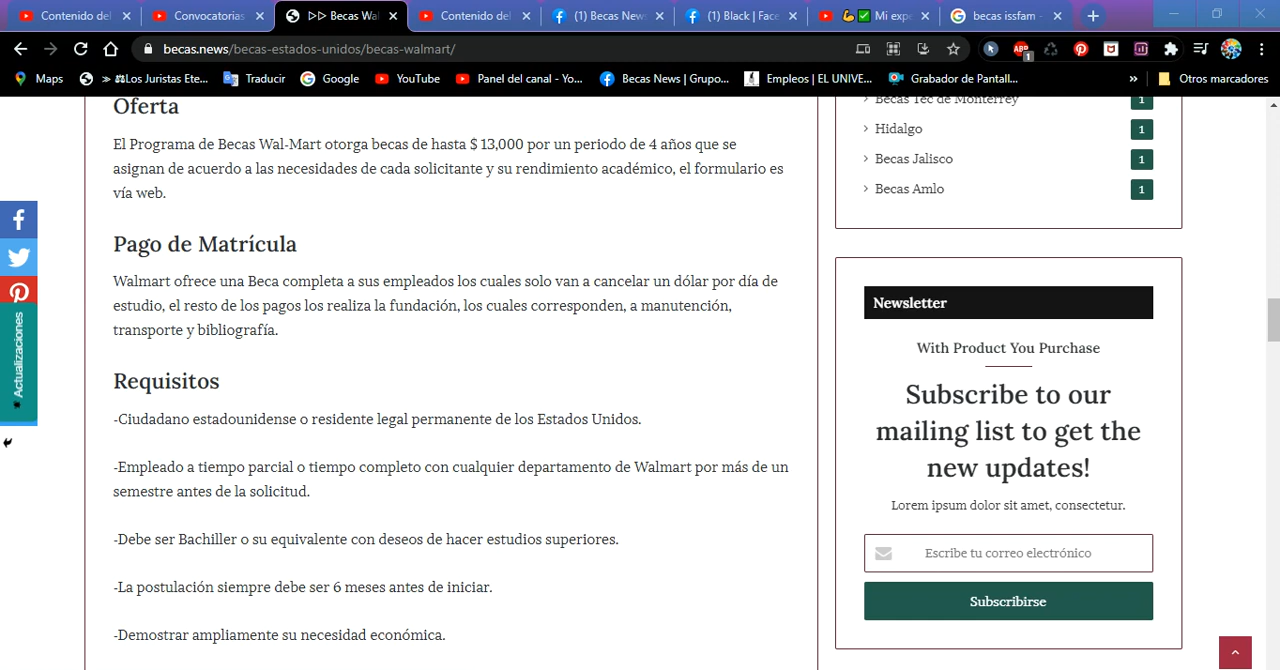 Contenido del
Convocatorias
▷▷ Becas Wal
Contenido del
(1) Becas New
(1) Black | Face
💪✅ Mi expe
becas issfam -
becas.news/becas-estados-unidos/becas-walmart/
ABP
1
Maps
» ⚖Los Juristas Ete...
Traducir
Google
YouTube
Panel del canal - Yo...
Becas News | Grupo...
Empleos | EL UNIVE...
Grabador de Pantall...
»
Otros marcadores
Oferta
El Programa de Becas Wal-Mart otorga becas de hasta $ 13,000 por un periodo de 4 años que se
asignan de acuerdo a las necesidades de cada solicitante y su rendimiento académico, el formulario es
vía web.
Pago de Matrícula
Walmart ofrece una Beca completa a sus empleados los cuales solo van a cancelar un dólar por día de
estudio, el resto de los pagos los realiza la fundación, los cuales corresponden, a manutención,
transporte y bibliografía.
Requisitos
-Ciudadano estadounidense o residente legal permanente de los Estados Unidos.
-Empleado a tiempo parcial o tiempo completo con cualquier departamento de Walmart por más de un
semestre antes de la solicitud.
-Debe ser Bachiller o su equivalente con deseos de hacer estudios superiores.
-La postulación siempre debe ser 6 meses antes de iniciar.
-Demostrar ampliamente su necesidad económica.
Actualizaciones
Becas Tec de Monterrey 1
Hidalgo 1
Becas Jalisco 1
Becas Amlo 1
Newsletter
With Product You Purchase
Subscribe to our
mailing list to get the
new updates!
Lorem ipsum dolor sit amet, consectetur.
Escribe tu correo electrónico
Subscribirse